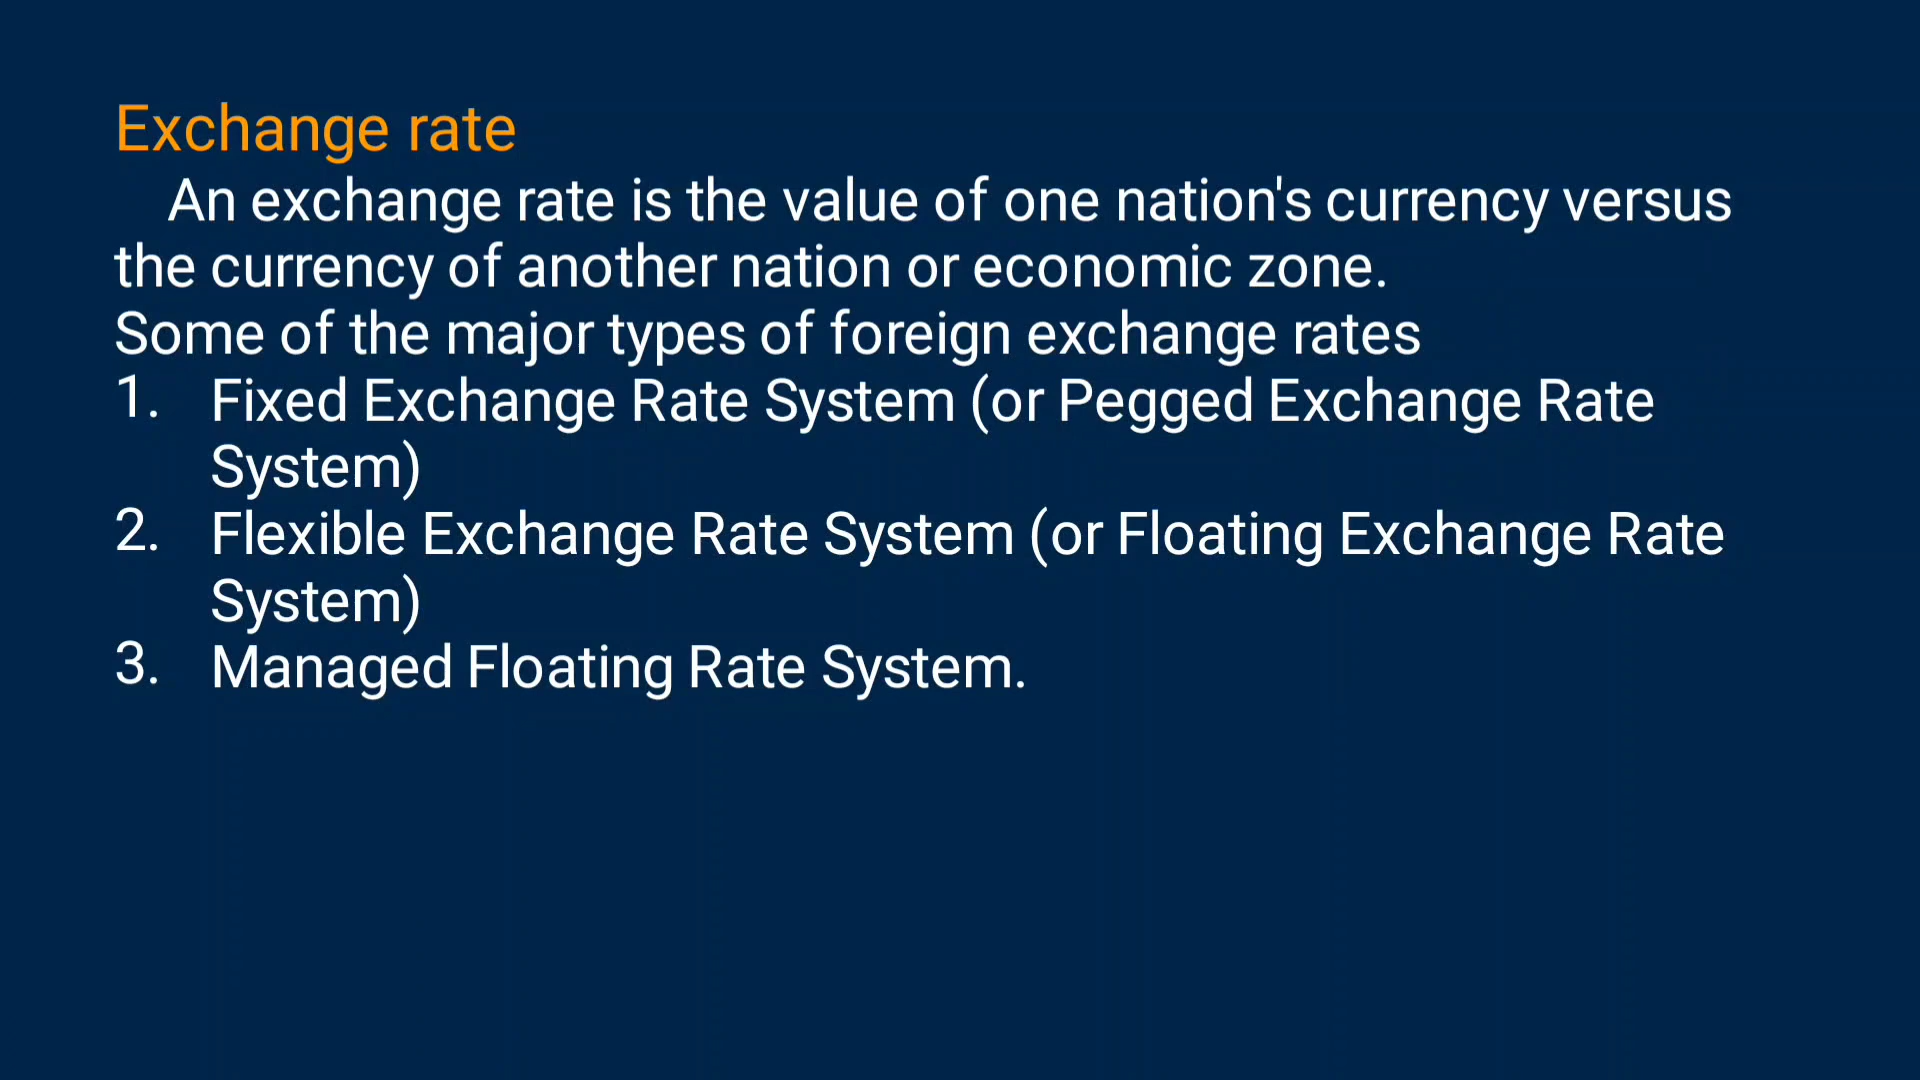 Exchange rate
An exchange rate is the value of one nation's currency versus
the currency of another nation or economic zone.
Some of the major types of foreign exchange rates
1. Fixed Exchange Rate System (or Pegged Exchange Rate
System)
2. Flexible Exchange Rate System (or Floating Exchange Rate
System)
3. Managed Floating Rate System.